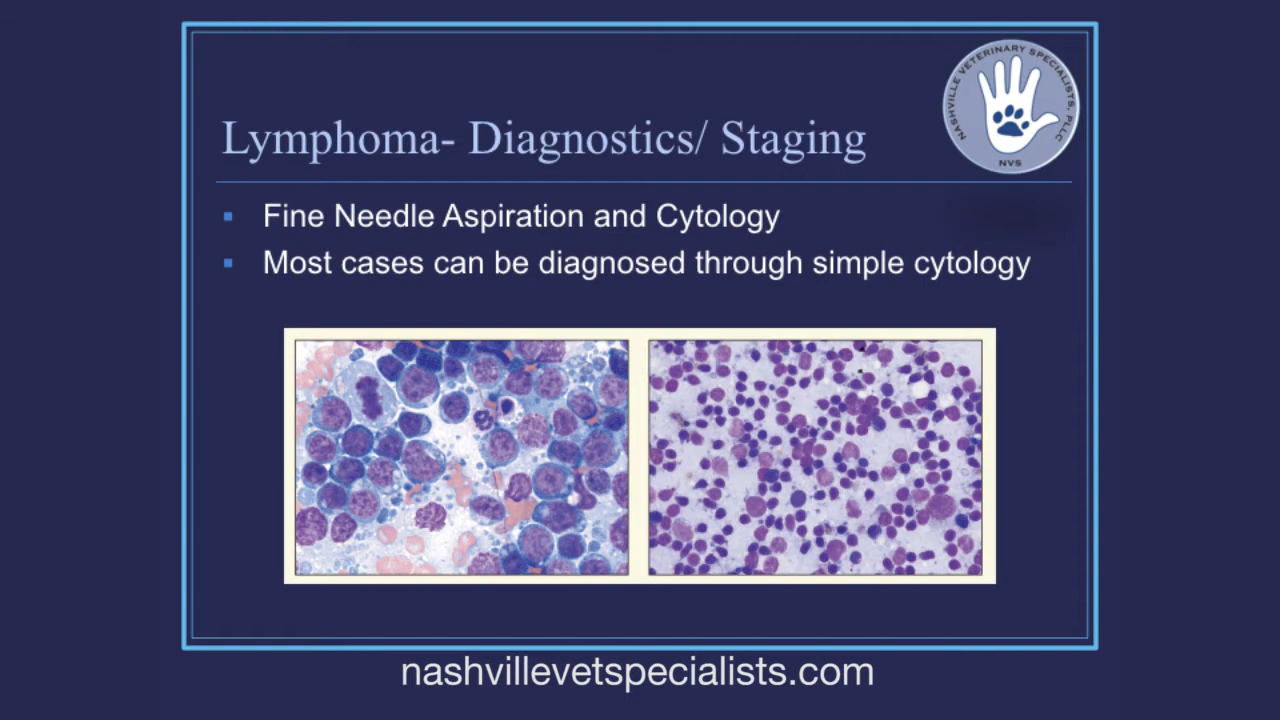 NASHVILLE VETERINARY SPECIALISTS, PLLC
NVS
Lymphoma- Diagnostics/ Staging
Fine Needle Aspiration and Cytology
Most cases can be diagnosed through simple cytology
nashvillevetspecialists.com